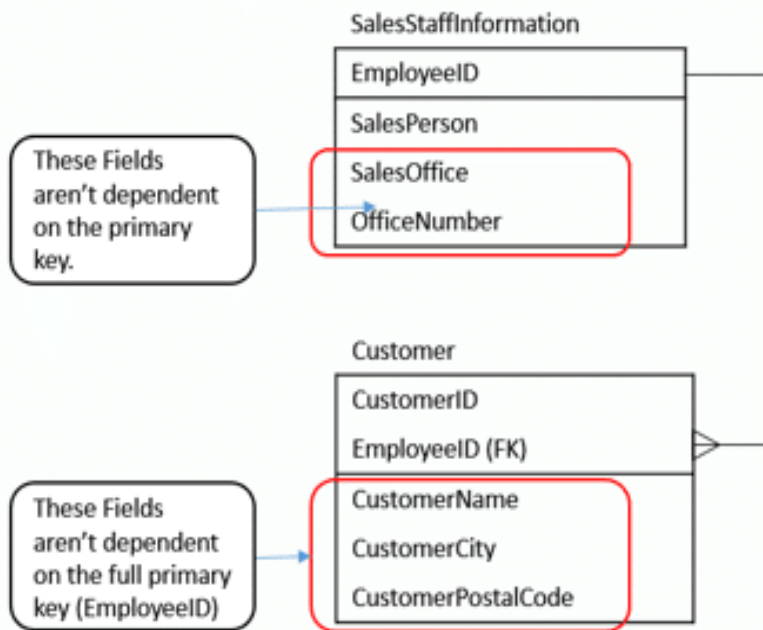 SalesStaffInformation
EmployeeID
SalesPerson
SalesOffice
OfficeNumber
These Fields
aren't dependent
on the primary
key.
Customer
CustomerID
EmployeeID (FK)
CustomerName
CustomerCity
CustomerPostalCode
These Fields
aren't dependent
on the full primary
key (EmployeeID)